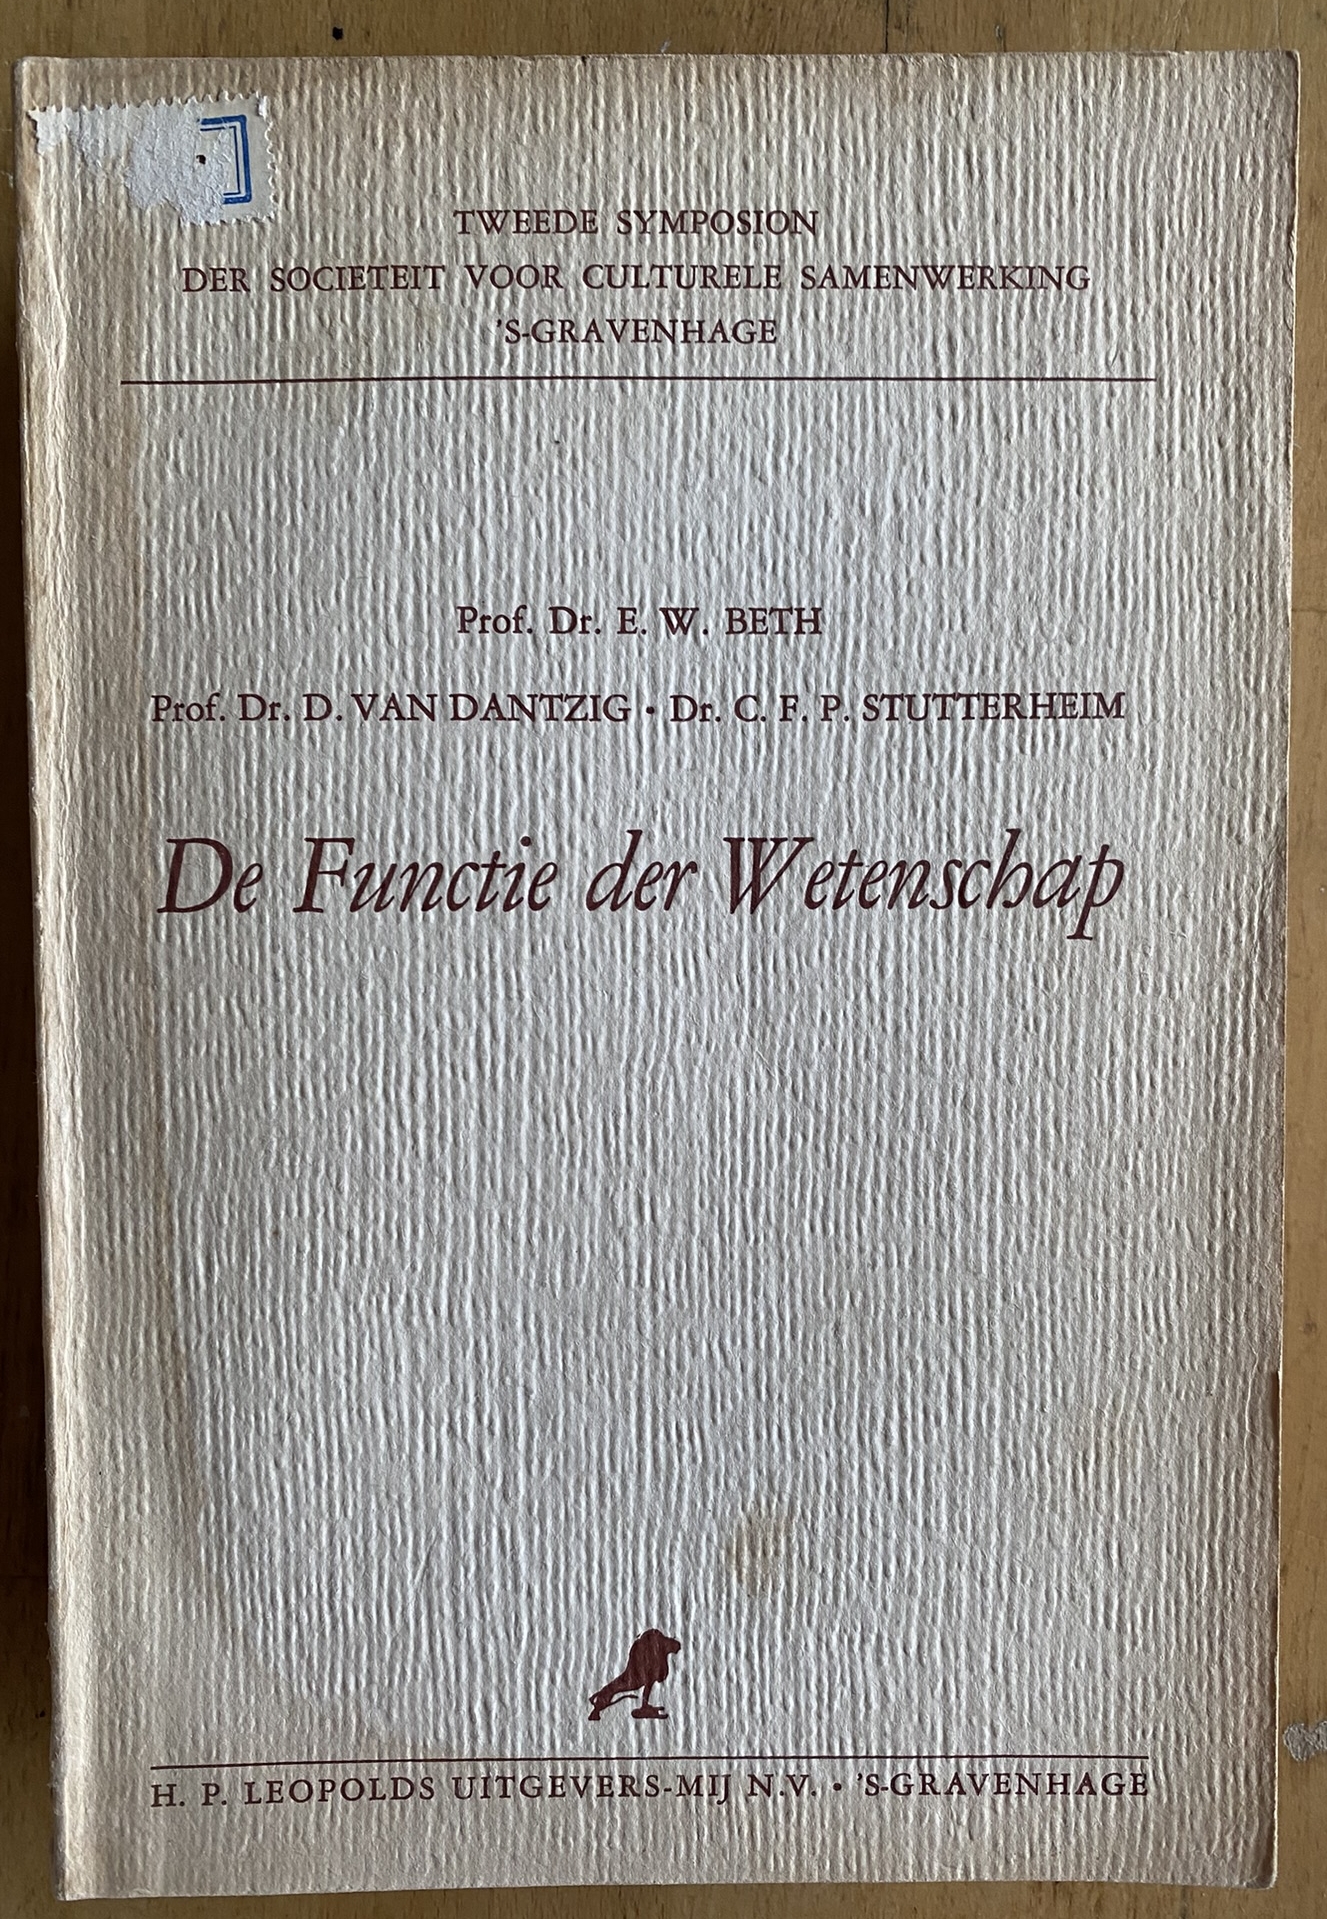 TWEEDE SYMPOSION
DER SOCIETEIT VOOR CULTURELE SAMENWERKING
'S-GRAVENHAGE
Prof. Dr. E. W. BETH
Prof. Dr. D. VAN DANTZIG • Dr. C. F. P. STUTTERHEIM
De Functie der Wetenschap
H. P. LEOPOLDS UITGEVERS-MIJ N.V. • 'S-GRAVENHAGE